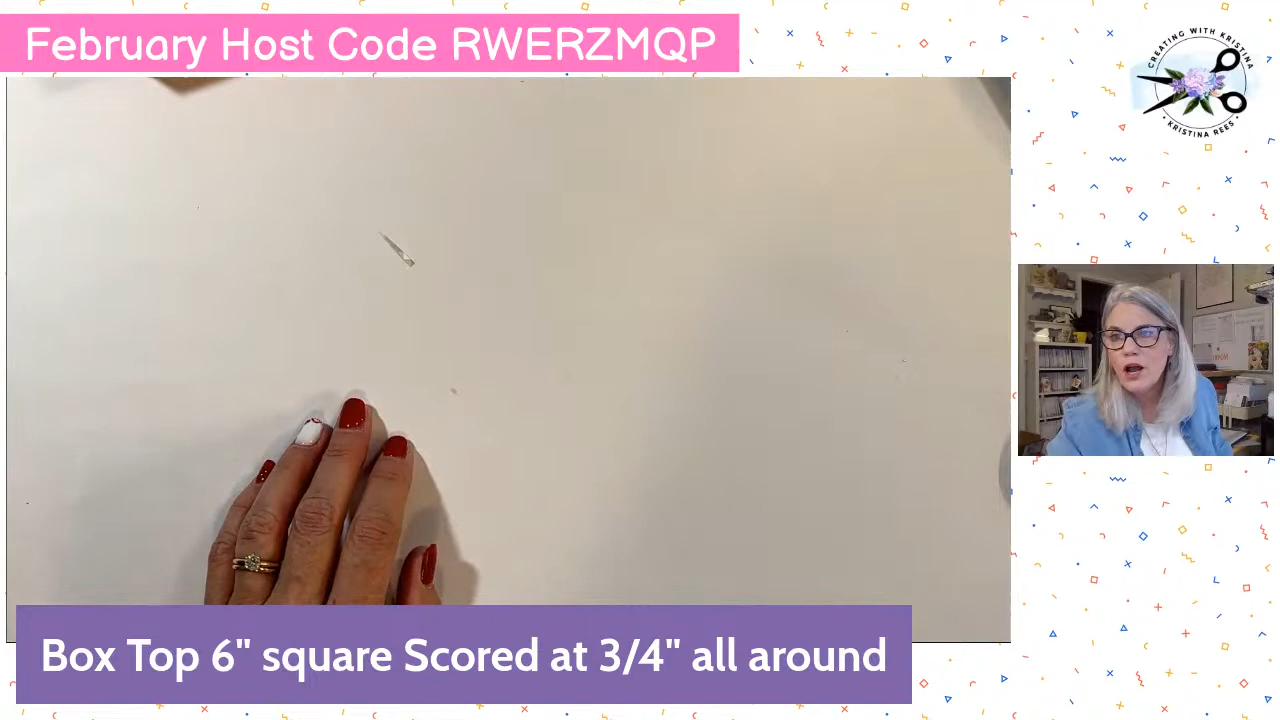 February Host Code RWERZMQP
CREATING WITH KRISTINA
• KRISTINA REES •
Box Top 6" square Scored at 3/4" all around